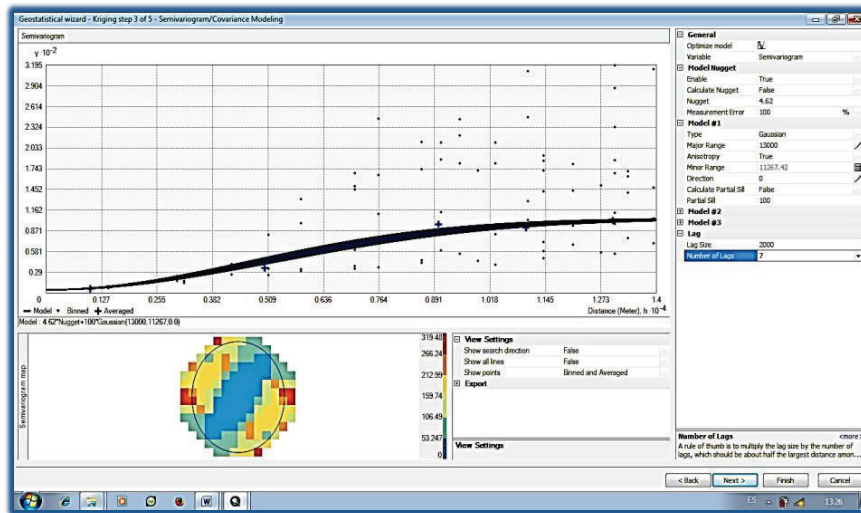 Geostatistical wizard - Kriging step 3 of 5 - Semivariogram/Covariance Modeling
Semivariogram
γ ·10⁻²
3.195
2.904
2.614
2.324
2.033
1.743
1.452
1.162
0.871
0.581
0.29
0 0.127 0.255 0.382 0.509 0.636 0.764 0.891 1.018 1.145 1.273 1.4
Model Binned Averaged Distance (Meter), h ·10⁻⁴
Model : 4.62*Nugget+100*Gaussian(13000,11267,0.0)
Semivariogram map
319.48
266.24
212.99
159.74
106.49
53.247
0
View Settings
Show search direction False
Show all lines False
Show points Binned and Averaged
Export
View Settings
General
Optimize model
Variable Semivariogram
Model Nugget
Enable True
Calculate Nugget False
Nugget 4.62
Measurement Error 100 %
Model #1
Type Gaussian
Major Range 13000
Anisotropy True
Minor Range 11267.42
Direction 0
Calculate Partial Sill False
Partial Sill 100
Model #2
Model #3
Lag
Lag Size 2000
Number of Lags 7
Number of Lags <more>
A rule of thumb is to multiply the lag size by the number of
lags, which should be about half the largest distance amon...
< Back Next > Finish Cancel
ES 13:26